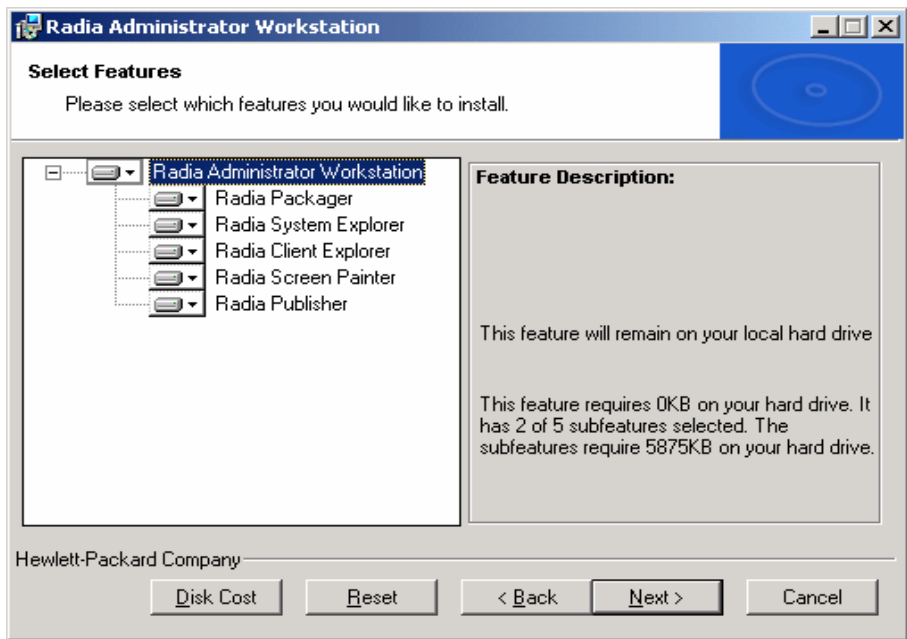 Radia Administrator Workstation
Select Features
Please select which features you would like to install.
Radia Administrator Workstation
Radia Packager
Radia System Explorer
Radia Client Explorer
Radia Screen Painter
Radia Publisher
Feature Description:
This feature will remain on your local hard drive
This feature requires 0KB on your hard drive. It
has 2 of 5 subfeatures selected. The
subfeatures require 5875KB on your hard drive.
Hewlett-Packard Company
Disk Cost
Reset
< Back
Next >
Cancel